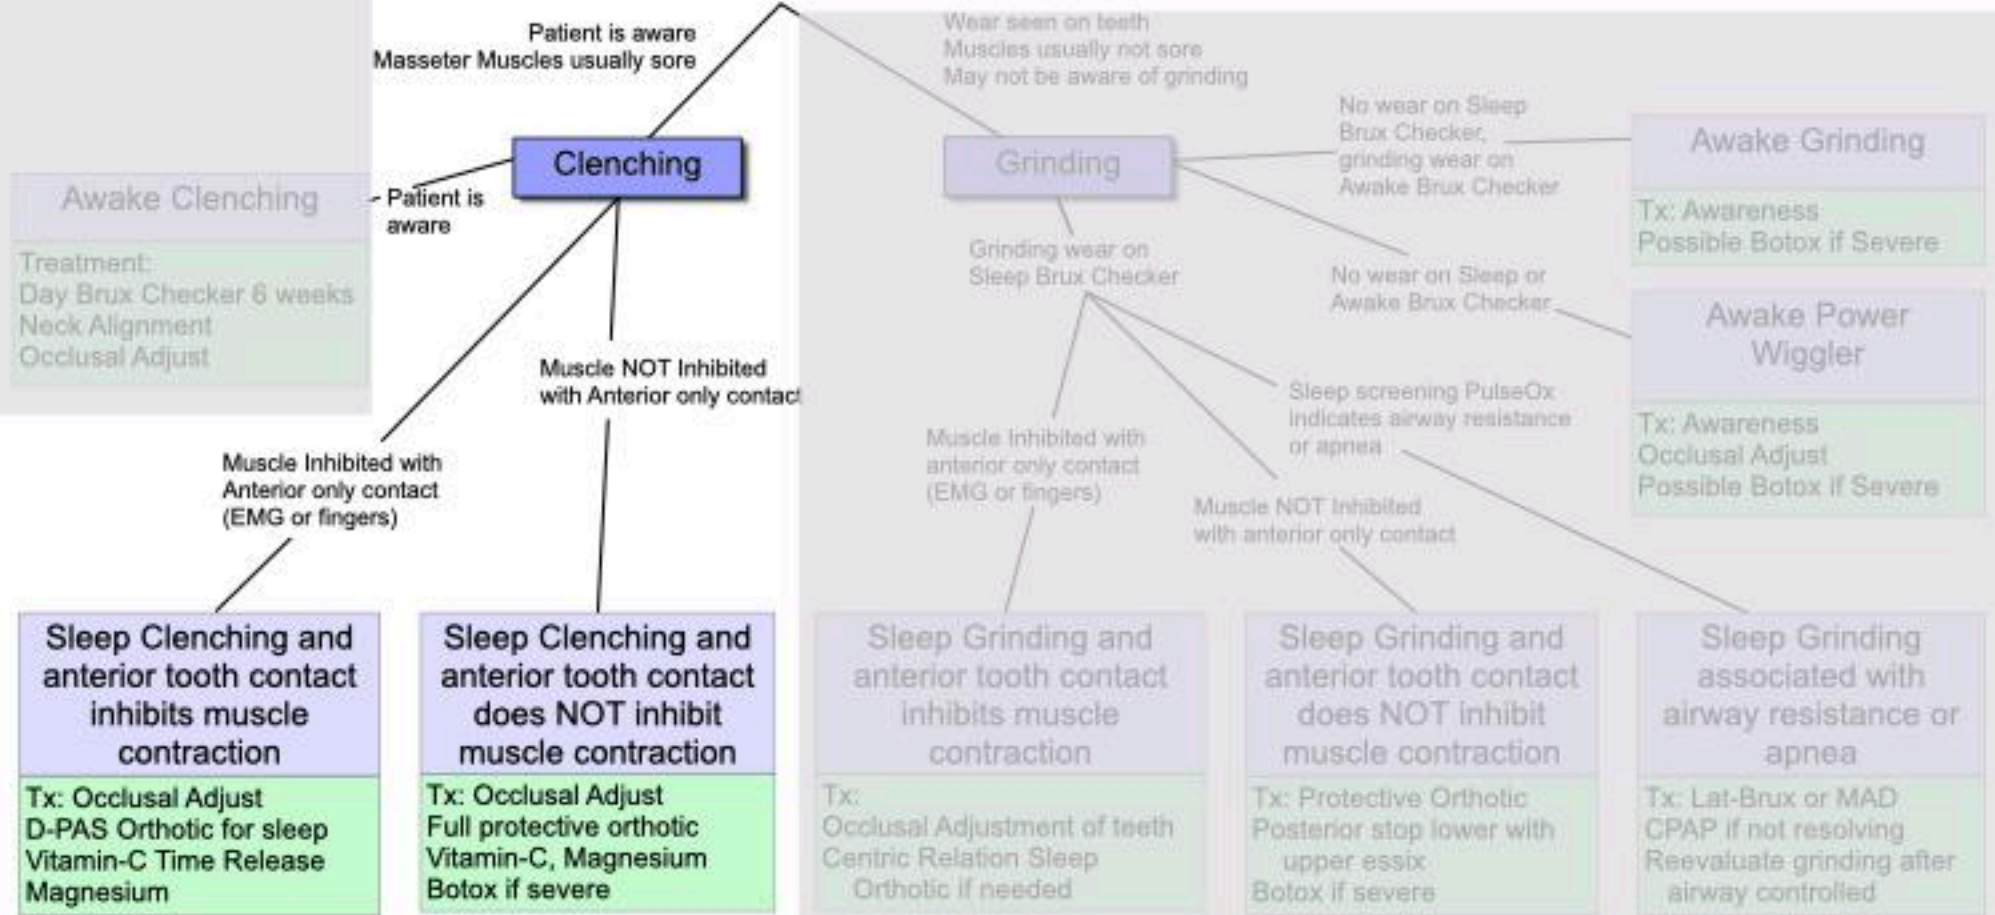 Patient is aware
Masseter Muscles usually sore
Wear seen on teeth
Muscles usually not sore
May not be aware of grinding
Clenching
Grinding
No wear on Sleep
Brux Checker,
grinding wear on
Awake Brux Checker
Awake Grinding
Tx: Awareness
Possible Botox if Severe
Awake Clenching
Treatment:
Day Brux Checker 6 weeks
Neck Alignment
Occlusal Adjust
Patient is
aware
Grinding wear on
Sleep Brux Checker
No wear on Sleep or
Awake Brux Checker
Awake Power
Wiggler
Tx: Awareness
Occlusal Adjust
Possible Botox if Severe
Muscle NOT Inhibited
with Anterior only contact
Sleep screening PulseOx
indicates airway resistance
or apnea
Muscle Inhibited with
Anterior only contact
(EMG or fingers)
Muscle Inhibited with
anterior only contact
(EMG or fingers)
Muscle NOT Inhibited
with anterior only contact
Sleep Clenching and
anterior tooth contact
inhibits muscle
contraction
Tx: Occlusal Adjust
D-PAS Orthotic for sleep
Vitamin-C Time Release
Magnesium
Sleep Clenching and
anterior tooth contact
does NOT inhibit
muscle contraction
Tx: Occlusal Adjust
Full protective orthotic
Vitamin-C, Magnesium
Botox if severe
Sleep Grinding and
anterior tooth contact
inhibits muscle
contraction
Tx:
Occlusal Adjustment of teeth
Centric Relation Sleep
Orthotic if needed
Sleep Grinding and
anterior tooth contact
does NOT inhibit
muscle contraction
Tx: Protective Orthotic
Posterior stop lower with
upper essix
Botox if severe
Sleep Grinding
associated with
airway resistance or
apnea
Tx: Lat-Brux or MAD
CPAP if not resolving
Reevaluate grinding after
airway controlled